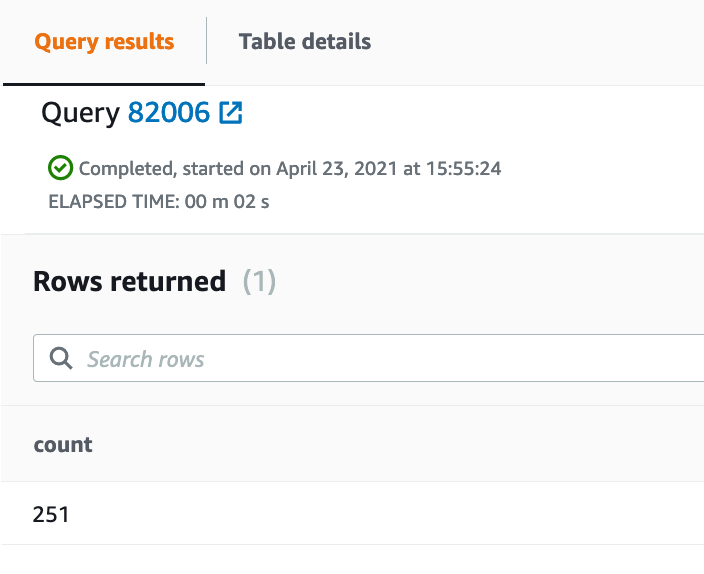 Query results
Table details
Query 82006
Completed, started on April 23, 2021 at 15:55:24
ELAPSED TIME: 00 m 02 s
Rows returned (1)
Search rows
count
251